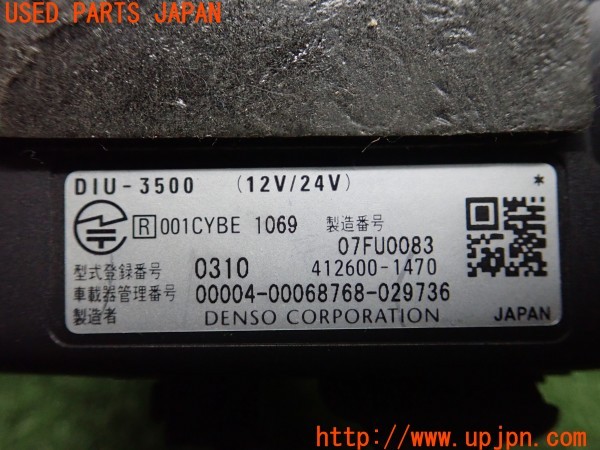 USED PARTS JAPAN
DIU-3500 (12V/24V) *
R 001CYBE 1069 製造番号
07FU0083
型式登録番号 0310 412600-1470
車載器管理番号 00004-00068768-029736
製造者 DENSO CORPORATION JAPAN
UPJ
http://www.upjpn.com/